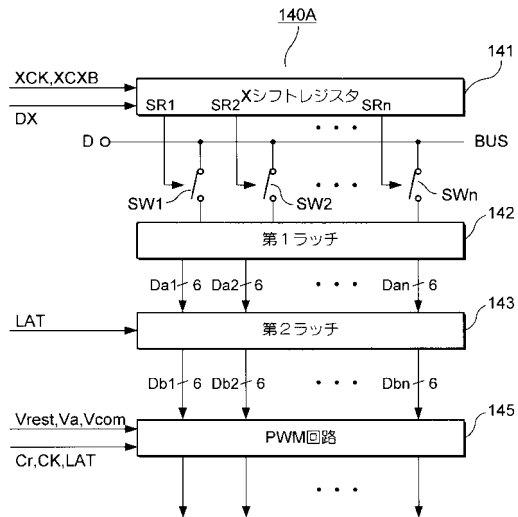 140A
141
XCK,XCXB
DX
SR1 SR2 Xシフトレジスタ SRn
D BUS
SW1 SW2 SWn
142
第1ラッチ
Da1 6 Da2 6 Dan 6
143
LAT
第2ラッチ
Db1 6 Db2 6 Dbn 6
145
Vrest,Va,Vcom
PWM回路
Cr,CK,LAT